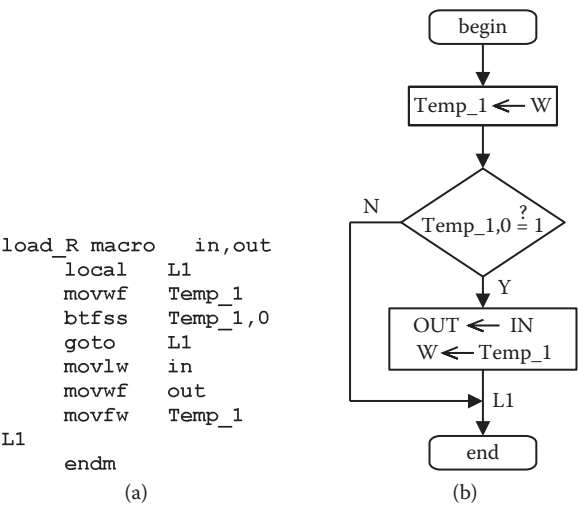 load_R macro in,out
local L1
movwf Temp_1
btfss Temp_1,0
goto L1
movlw in
movwf out
movfw Temp_1
L1
endm
(a)
begin
Temp_1 ← W
Temp_1,0 ≟ 1
N
Y
OUT ← IN
W ← Temp_1
L1
end
(b)